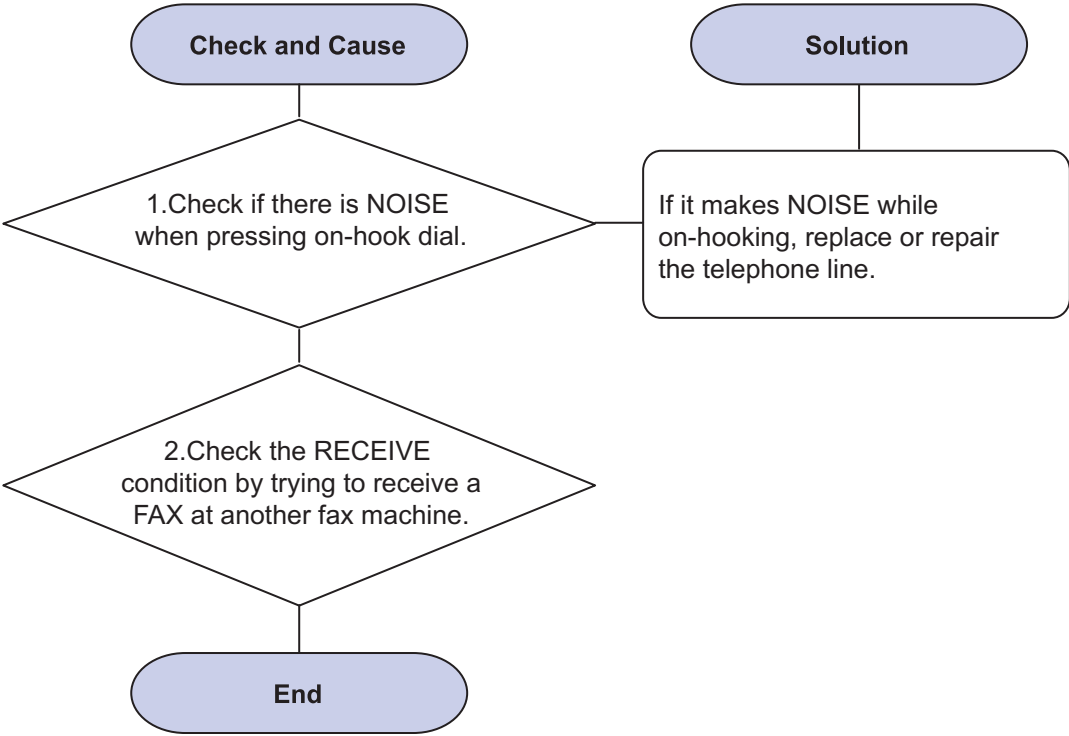 Check and Cause
Solution
1.Check if there is NOISE
when pressing on-hook dial.
If it makes NOISE while
on-hooking, replace or repair
the telephone line.
2.Check the RECEIVE
condition by trying to receive a
FAX at another fax machine.
End